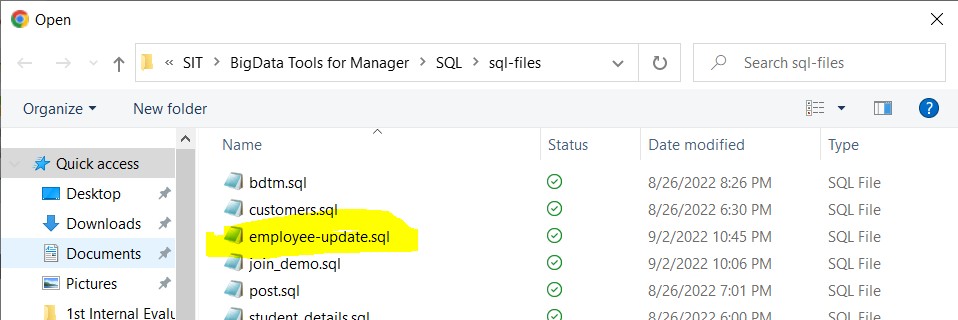 Open
« SIT > BigData Tools for Manager > SQL > sql-files
Search sql-files
Organize
New folder
Name Status Date modified Type
Quick access
Desktop
Downloads
Documents
Pictures
1st Internal Evalu
bdtm.sql 8/26/2022 8:26 PM SQL File
customers.sql 8/26/2022 6:30 PM SQL File
employee-update.sql 9/2/2022 10:45 PM SQL File
join_demo.sql 9/2/2022 10:06 PM SQL File
post.sql 8/26/2022 7:01 PM SQL File
student_details.sql 8/26/2022 6:00 PM SQL File